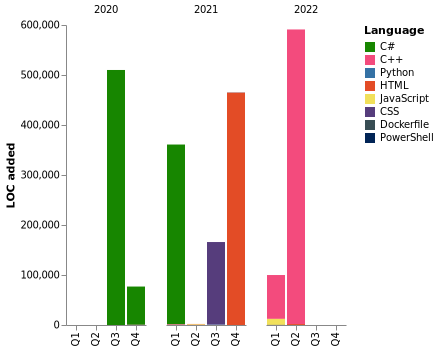 2020 2021 2022
600,000
500,000
400,000
300,000
200,000
100,000
0
LOC added
Q1 Q2 Q3 Q4 Q1 Q2 Q3 Q4 Q1 Q2 Q3 Q4
Language
C#
C++
Python
HTML
JavaScript
CSS
Dockerfile
PowerShell